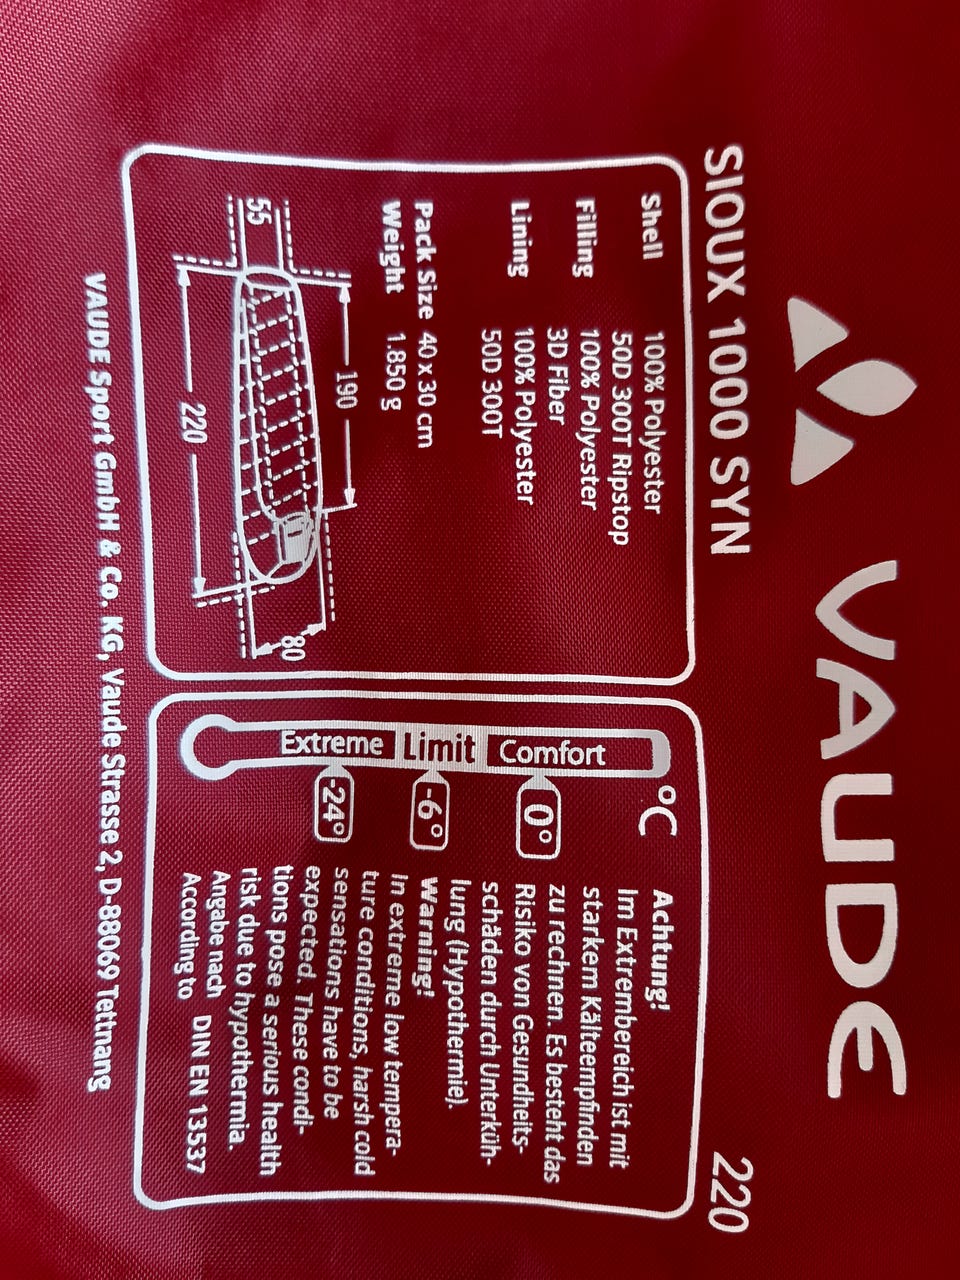 VAUDE
SIOUX 1000 SYN
220
Shell 100% Polyester
50D 300T Ripstop
Filling 100% Polyester
3D Fiber
Lining 100% Polyester
50D 300T
Pack Size 40 x 30 cm
Weight 1.850 g
190
55
80
220
°C
Extreme Limit Comfort
-24° -6° 0°
Achtung!
Im Extrembereich ist mit
starkem Kälteempfinden
zu rechnen. Es besteht das
Risiko von Gesundheits-
schäden durch Unterküh-
lung (Hypothermie).
Warning!
In extreme low tempera-
ture conditions, harsh cold
sensations have to be
expected. These condi-
tions pose a serious health
risk due to hypothermia.
Angabe nach
According to DIN EN 13537
VAUDE Sport GmbH & Co. KG, Vaude Strasse 2, D-88069 Tettnang